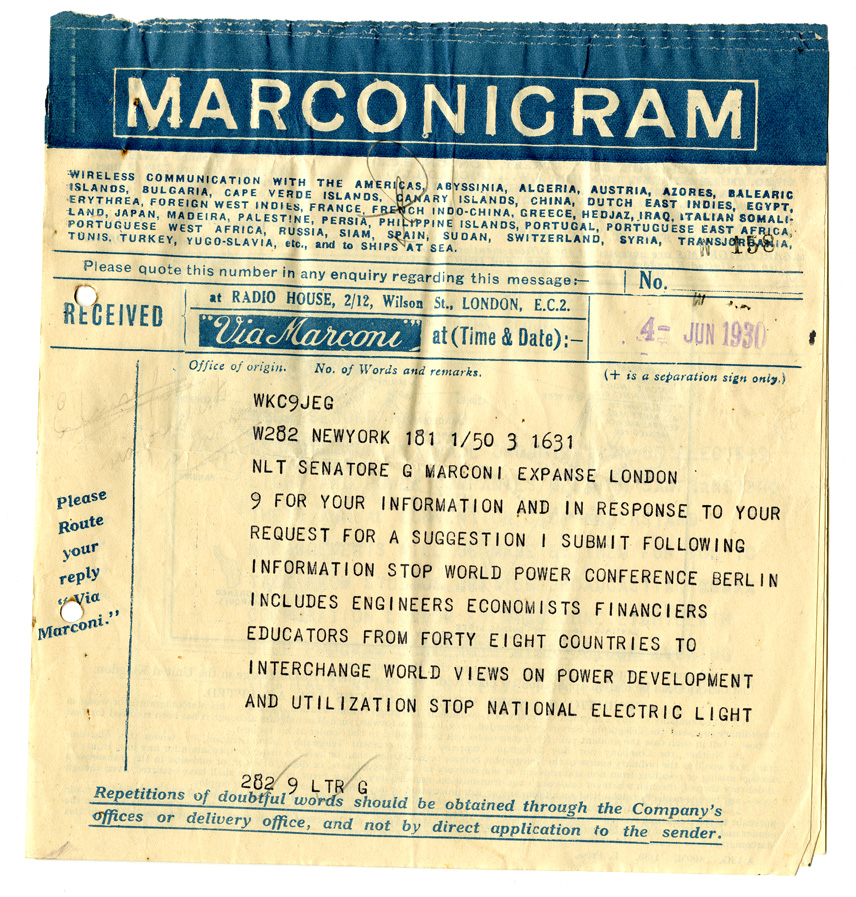 MARCONIGRAM
WIRELESS COMMUNICATION WITH THE AMERICAS, ABYSSINIA, ALGERIA, AUSTRIA, AZORES, BALEARIC
ISLANDS, BULGARIA, CAPE VERDE ISLANDS, CANARY ISLANDS, CHINA, DUTCH EAST INDIES, EGYPT,
ERYTHREA, FOREIGN WEST INDIES, FRANCE, FRENCH INDO-CHINA, GREECE, HEDJAZ, IRAQ, ITALIAN SOMALI-
LAND, JAPAN, MADEIRA, PALESTINE, PERSIA, PHILIPPINE ISLANDS, PORTUGAL, PORTUGUESE EAST AFRICA,
PORTUGUESE WEST AFRICA, RUSSIA, SIAM, SPAIN, SUDAN, SWITZERLAND, SYRIA, TRANSJORDANIA,
TUNIS, TURKEY, YUGO-SLAVIA, etc., and to SHIPS AT SEA.
Please quote this number in any enquiry regarding this message:—
No.
RECEIVED
at RADIO HOUSE, 2/12, Wilson St., LONDON, E.C.2.
"Via Marconi" at (Time & Date):—
4- JUN 1930
Office of origin. No. of Words and remarks. (+ is a separation sign only.)
WKC9JEG
W282 NEWYORK 181 1/50 3 1631
NLT SENATORE G MARCONI EXPANSE LONDON
9 FOR YOUR INFORMATION AND IN RESPONSE TO YOUR
REQUEST FOR A SUGGESTION I SUBMIT FOLLOWING
INFORMATION STOP WORLD POWER CONFERENCE BERLIN
INCLUDES ENGINEERS ECONOMISTS FINANCIERS
EDUCATORS FROM FORTY EIGHT COUNTRIES TO
INTERCHANGE WORLD VIEWS ON POWER DEVELOPMENT
AND UTILIZATION STOP NATIONAL ELECTRIC LIGHT
Please
Route
your
reply
"Via
Marconi."
282 9 LTR G
Repetitions of doubtful words should be obtained through the Company's
offices or delivery office, and not by direct application to the sender.